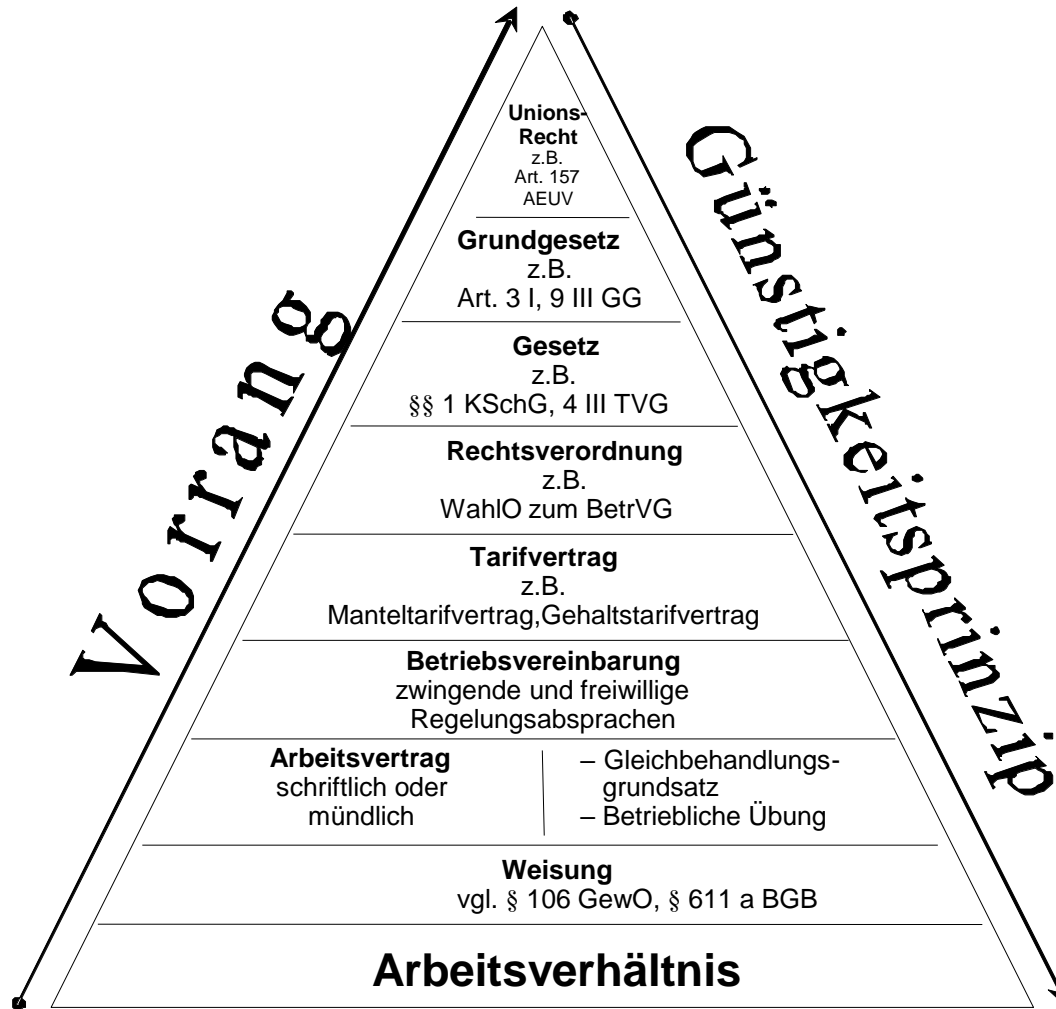 Vorrang
Günstigkeitsprinzip
Unions-
Recht
z.B.
Art. 157
AEUV
Grundgesetz
z.B.
Art. 3 I, 9 III GG
Gesetz
z.B.
§§ 1 KSchG, 4 III TVG
Rechtsverordnung
z.B.
WahlO zum BetrVG
Tarifvertrag
z.B.
Manteltarifvertrag,Gehaltstarifvertrag
Betriebsvereinbarung
zwingende und freiwillige
Regelungsabsprachen
Arbeitsvertrag
schriftlich oder
mündlich
– Gleichbehandlungs-
grundsatz
– Betriebliche Übung
Weisung
vgl. § 106 GewO, § 611 a BGB
Arbeitsverhältnis